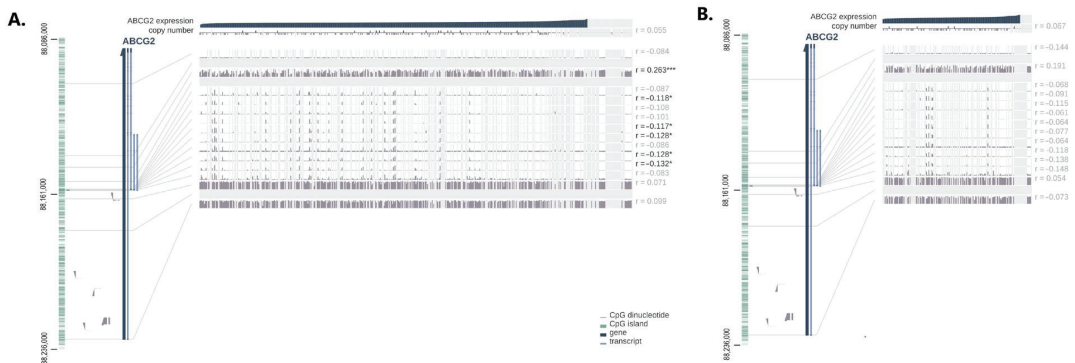 A.
ABCG2 expression
copy number
r = 0.055
88,086,000
ABCG2
r = −0.084
r = 0.263***
r = −0.087
r = −0.118*
r = −0.108
r = −0.101
r = −0.117*
r = −0.128*
r = −0.086
r = −0.128*
r = −0.132*
r = −0.083
r = 0.071
r = 0.099
88,161,000
88,236,000
CpG dinucleotide
CpG island
gene
transcript
B.
ABCG2 expression
copy number
r = 0.067
88,086,000
ABCG2
r = −0.144
r = 0.191
r = −0.068
r = −0.091
r = −0.115
r = −0.061
r = −0.064
r = −0.077
r = −0.064
r = −0.118
r = −0.138
r = −0.148
r = 0.054
r = −0.073
88,161,000
88,236,000